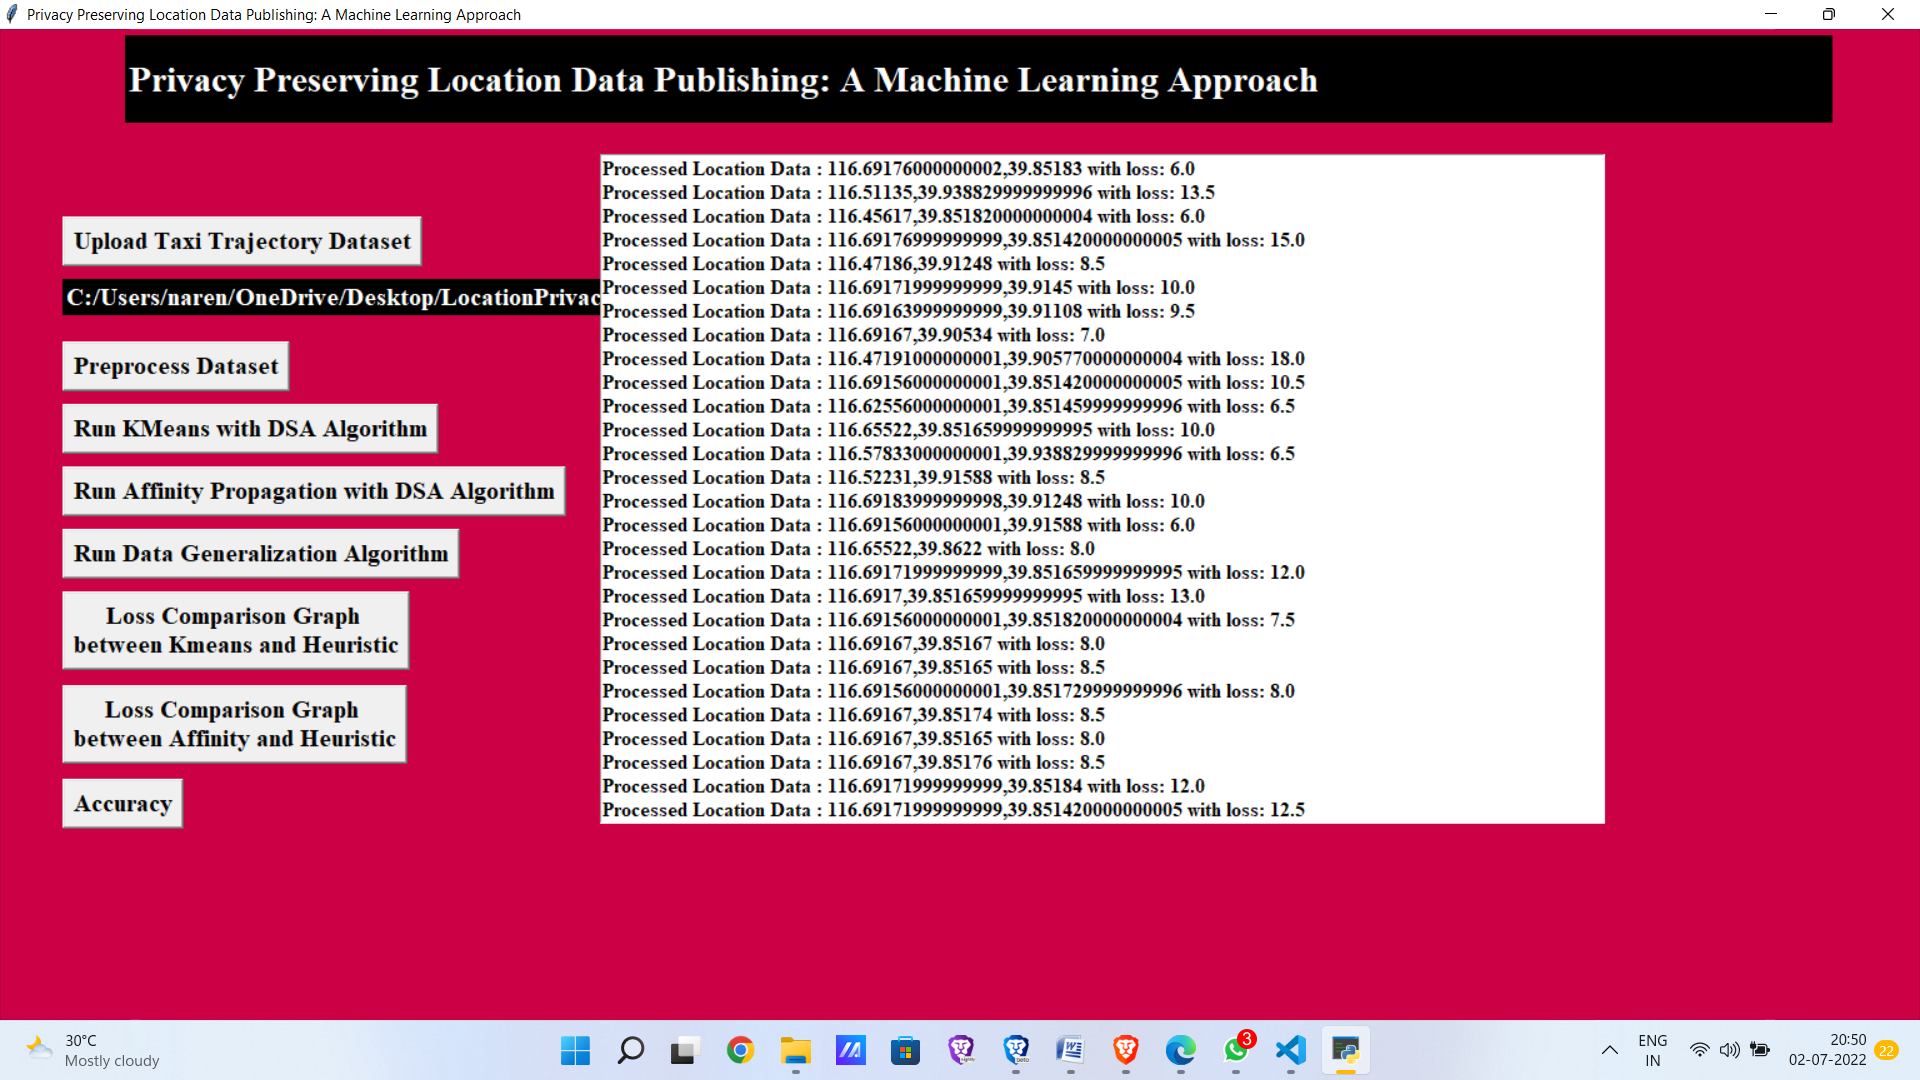 Privacy Preserving Location Data Publishing: A Machine Learning Approach
Privacy Preserving Location Data Publishing: A Machine Learning Approach
Upload Taxi Trajectory Dataset
C:/Users/naren/OneDrive/Desktop/LocationPrivac
Preprocess Dataset
Run KMeans with DSA Algorithm
Run Affinity Propagation with DSA Algorithm
Run Data Generalization Algorithm
Loss Comparison Graph
between Kmeans and Heuristic
Loss Comparison Graph
between Affinity and Heuristic
Accuracy
Processed Location Data : 116.69176000000002,39.85183 with loss: 6.0
Processed Location Data : 116.51135,39.938829999999996 with loss: 13.5
Processed Location Data : 116.45617,39.851820000000004 with loss: 6.0
Processed Location Data : 116.69176999999999,39.851420000000005 with loss: 15.0
Processed Location Data : 116.47186,39.91248 with loss: 8.5
Processed Location Data : 116.69171999999999,39.9145 with loss: 10.0
Processed Location Data : 116.69163999999999,39.91108 with loss: 9.5
Processed Location Data : 116.69167,39.90534 with loss: 7.0
Processed Location Data : 116.47191000000001,39.905770000000004 with loss: 18.0
Processed Location Data : 116.69156000000001,39.851420000000005 with loss: 10.5
Processed Location Data : 116.62556000000001,39.851459999999996 with loss: 6.5
Processed Location Data : 116.65522,39.851659999999995 with loss: 10.0
Processed Location Data : 116.57833000000001,39.938829999999996 with loss: 6.5
Processed Location Data : 116.52231,39.91588 with loss: 8.5
Processed Location Data : 116.69183999999998,39.91248 with loss: 10.0
Processed Location Data : 116.69156000000001,39.91588 with loss: 6.0
Processed Location Data : 116.65522,39.8622 with loss: 8.0
Processed Location Data : 116.69171999999999,39.851659999999995 with loss: 12.0
Processed Location Data : 116.6917,39.851659999999995 with loss: 13.0
Processed Location Data : 116.69156000000001,39.851820000000004 with loss: 7.5
Processed Location Data : 116.69167,39.85167 with loss: 8.0
Processed Location Data : 116.69167,39.85165 with loss: 8.5
Processed Location Data : 116.69156000000001,39.851729999999996 with loss: 8.0
Processed Location Data : 116.69167,39.85174 with loss: 8.5
Processed Location Data : 116.69167,39.85165 with loss: 8.0
Processed Location Data : 116.69167,39.85176 with loss: 8.5
Processed Location Data : 116.69171999999999,39.85184 with loss: 12.0
Processed Location Data : 116.69171999999999,39.851420000000005 with loss: 12.5
30°C
Mostly cloudy
beta
3
ENG
IN
20:50
02-07-2022
22